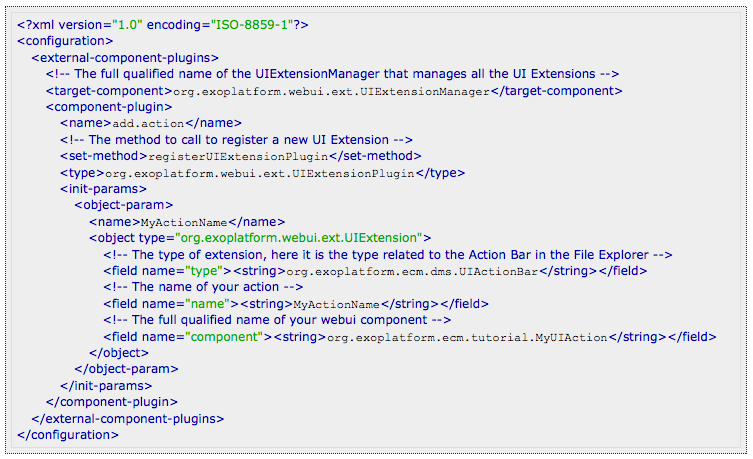 <?xml version="1.0" encoding="ISO-8859-1"?>
<configuration>
<external-component-plugins>
<!-- The full qualified name of the UIExtensionManager that manages all the UI Extensions -->
<target-component>org.exoplatform.webui.ext.UIExtensionManager</target-component>
<component-plugin>
<name>add.action</name>
<!-- The method to call to register a new UI Extension -->
<set-method>registerUIExtensionPlugin</set-method>
<type>org.exoplatform.webui.ext.UIExtensionPlugin</type>
<init-params>
<object-param>
<name>MyActionName</name>
<object type="org.exoplatform.webui.ext.UIExtension">
<!-- The type of extension, here it is the type related to the Action Bar in the File Explorer -->
<field name="type"><string>org.exoplatform.ecm.dms.UIActionBar</string></field>
<!-- The name of your action -->
<field name="name"><string>MyActionName</string></field>
<!-- The full qualified name of your webui component -->
<field name="component"><string>org.exoplatform.ecm.tutorial.MyUIAction</string></field>
</object>
</object-param>
</init-params>
</component-plugin>
</external-component-plugins>
</configuration>